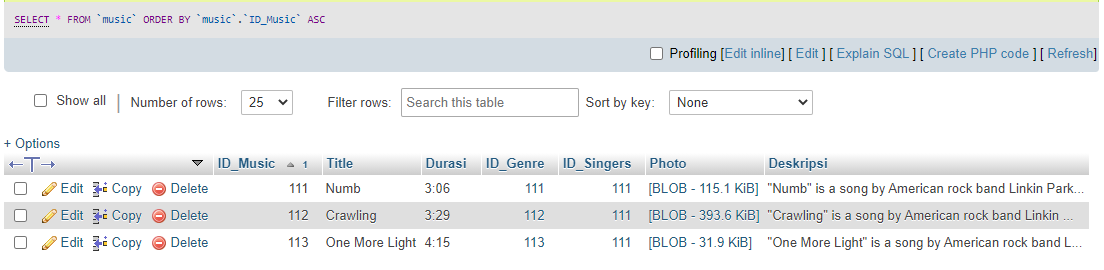 SELECT * FROM `music` ORDER BY `music`.`ID_Music` ASC
Profiling [Edit inline] [ Edit ] [ Explain SQL ] [ Create PHP code ] [ Refresh]
Show all | Number of rows: 25 Filter rows: Search this table Sort by key: None
+ Options
←T→ ID_Music 1 Title Durasi ID_Genre ID_Singers Photo Deskripsi
Edit Copy Delete 111 Numb 3:06 111 111 [BLOB - 115.1 KiB] "Numb" is a song by American rock band Linkin Park...
Edit Copy Delete 112 Crawling 3:29 112 111 [BLOB - 393.6 KiB] "Crawling" is a song by American rock band Linkin ...
Edit Copy Delete 113 One More Light 4:15 113 111 [BLOB - 31.9 KiB] "One More Light" is a song by American rock band L...